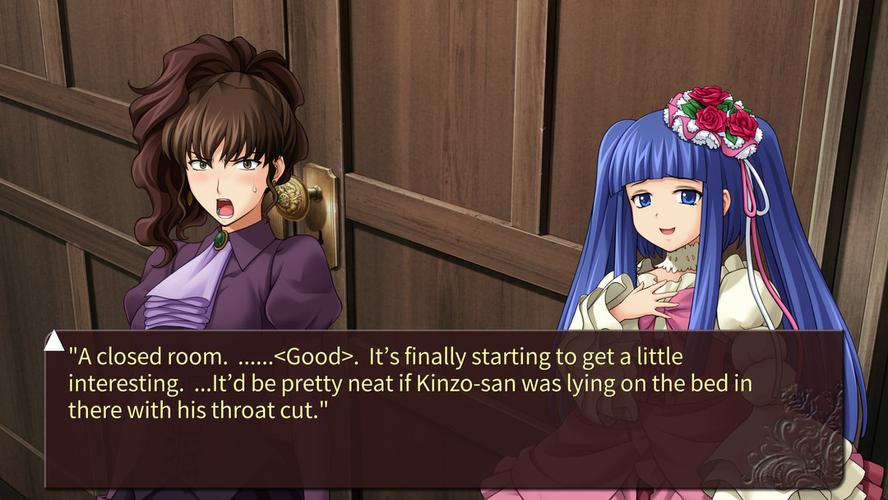 "A closed room.  ......<Good>.  It’s finally starting to get a little
interesting.  ...It’d be pretty neat if Kinzo-san was lying on the bed in
there with his throat cut."